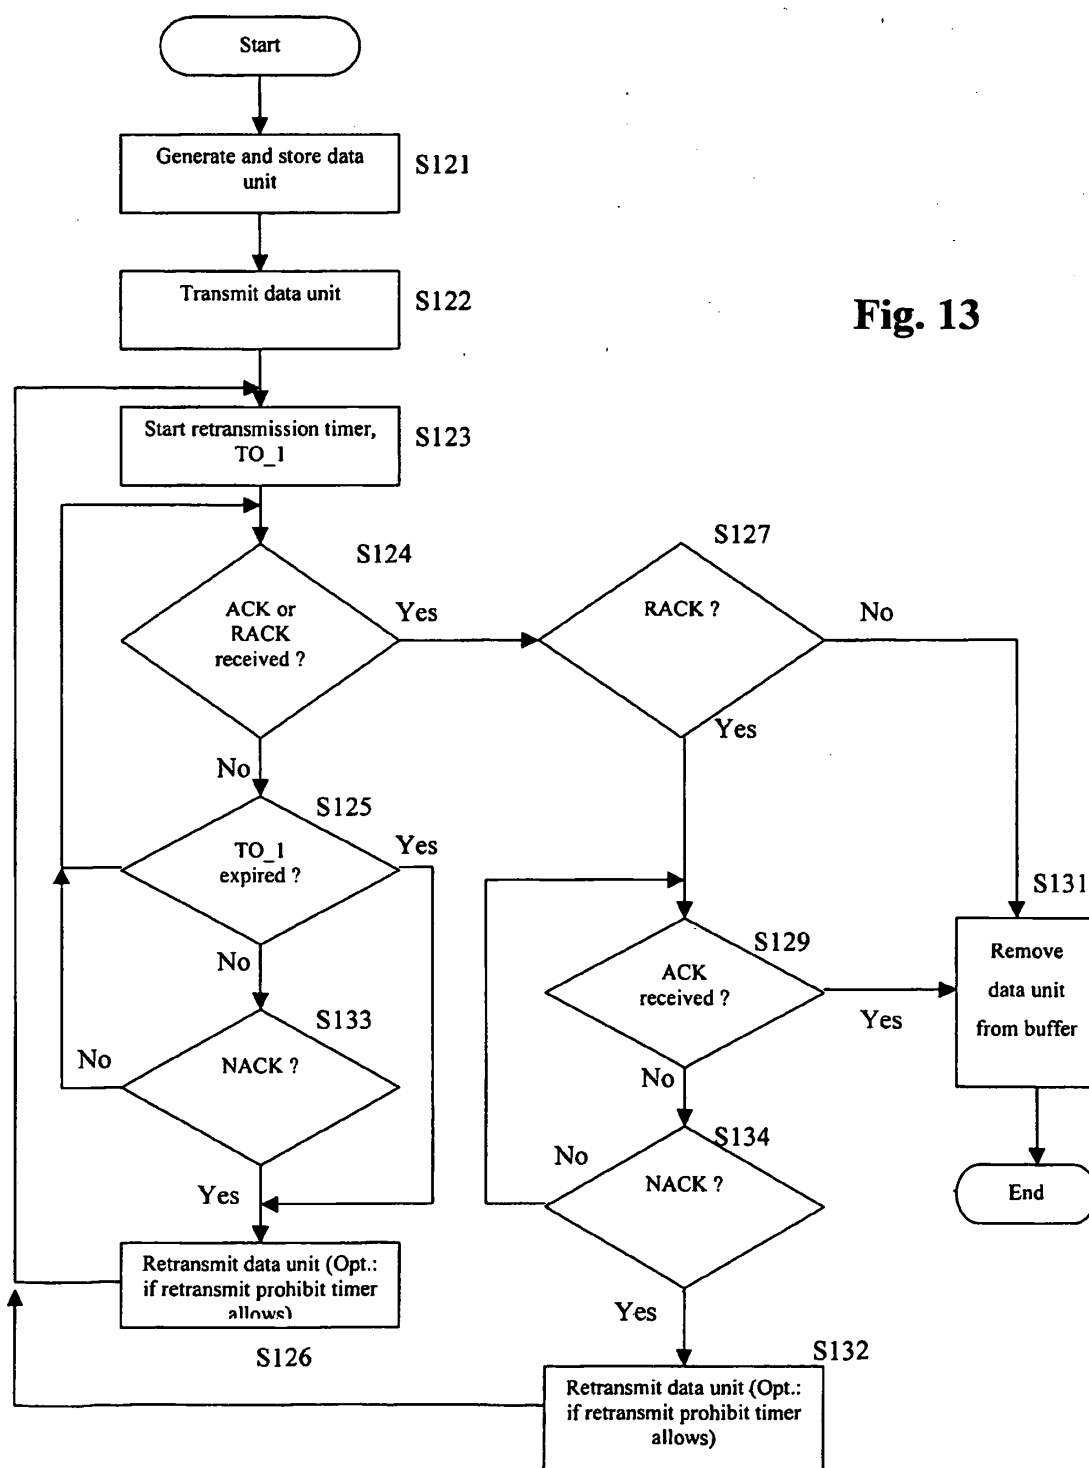 Start
Generate and store data
unit
S121
Transmit data unit
S122
Fig. 13
Start retransmission timer,
TO_1
S123
S124
ACK or
RACK
received ?
Yes
No
S127
RACK ?
No
Yes
S125
TO_1
expired ?
Yes
No
S133
NACK ?
No
Yes
Retransmit data unit (Opt.:
if retransmit prohibit timer
allows)
S126
S129
ACK
received ?
Yes
No
S131
Remove
data unit
from buffer
End
S134
NACK ?
No
Yes
S132
Retransmit data unit (Opt.:
if retransmit prohibit timer
allows)